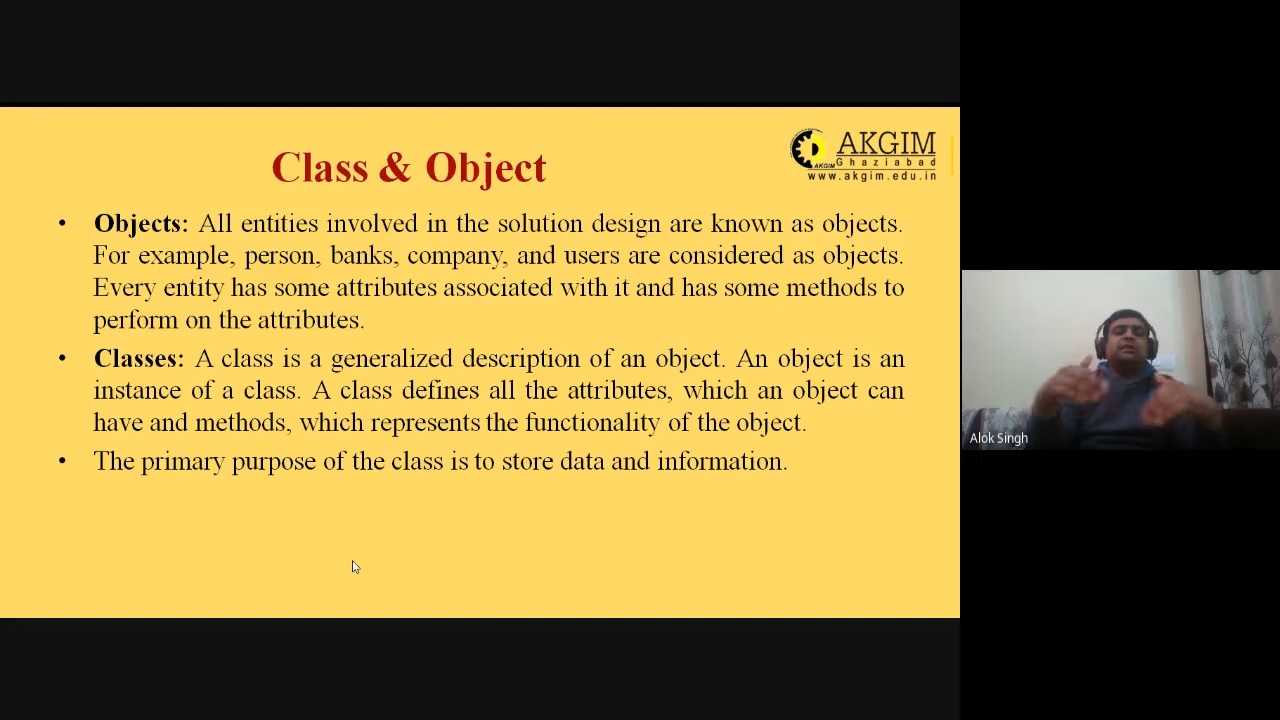 Class & Object
AKGIM
Ghaziabad
www.akgim.edu.in
AKGIM
• Objects: All entities involved in the solution design are known as objects.
For example, person, banks, company, and users are considered as objects.
Every entity has some attributes associated with it and has some methods to
perform on the attributes.
• Classes: A class is a generalized description of an object. An object is an
instance of a class. A class defines all the attributes, which an object can
have and methods, which represents the functionality of the object.
• The primary purpose of the class is to store data and information.
Alok Singh